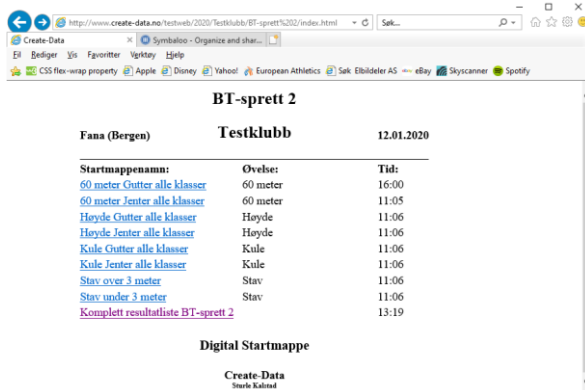 http://www.create-data.no/testweb/2020/Testklubb/BT-sprett%202/index.html
Søk...
Create-Data
Symbaloo - Organize and shar...
Fil Rediger Vis Favoritter Verktøy Hjelp
CSS flex-wrap property Apple Disney Yahoo! European Athletics Søk Elbildeler AS eBay Skyscanner Spotify
BT-sprett 2
Fana (Bergen) Testklubb 12.01.2020
Startmappenamn: Øvelse: Tid:
60 meter Gutter alle klasser 60 meter 16:00
60 meter Jenter alle klasser 60 meter 11:05
Høyde Gutter alle klasser Høyde 11:06
Høyde Jenter alle klasser Høyde 11:06
Kule Gutter alle klasser Kule 11:06
Kule Jenter alle klasser Kule 11:06
Stav over 3 meter Stav 11:06
Stav under 3 meter Stav 11:06
Komplett resultatliste BT-sprett 2 13:19
Digital Startmappe
Create-Data
Sturle Kalstad